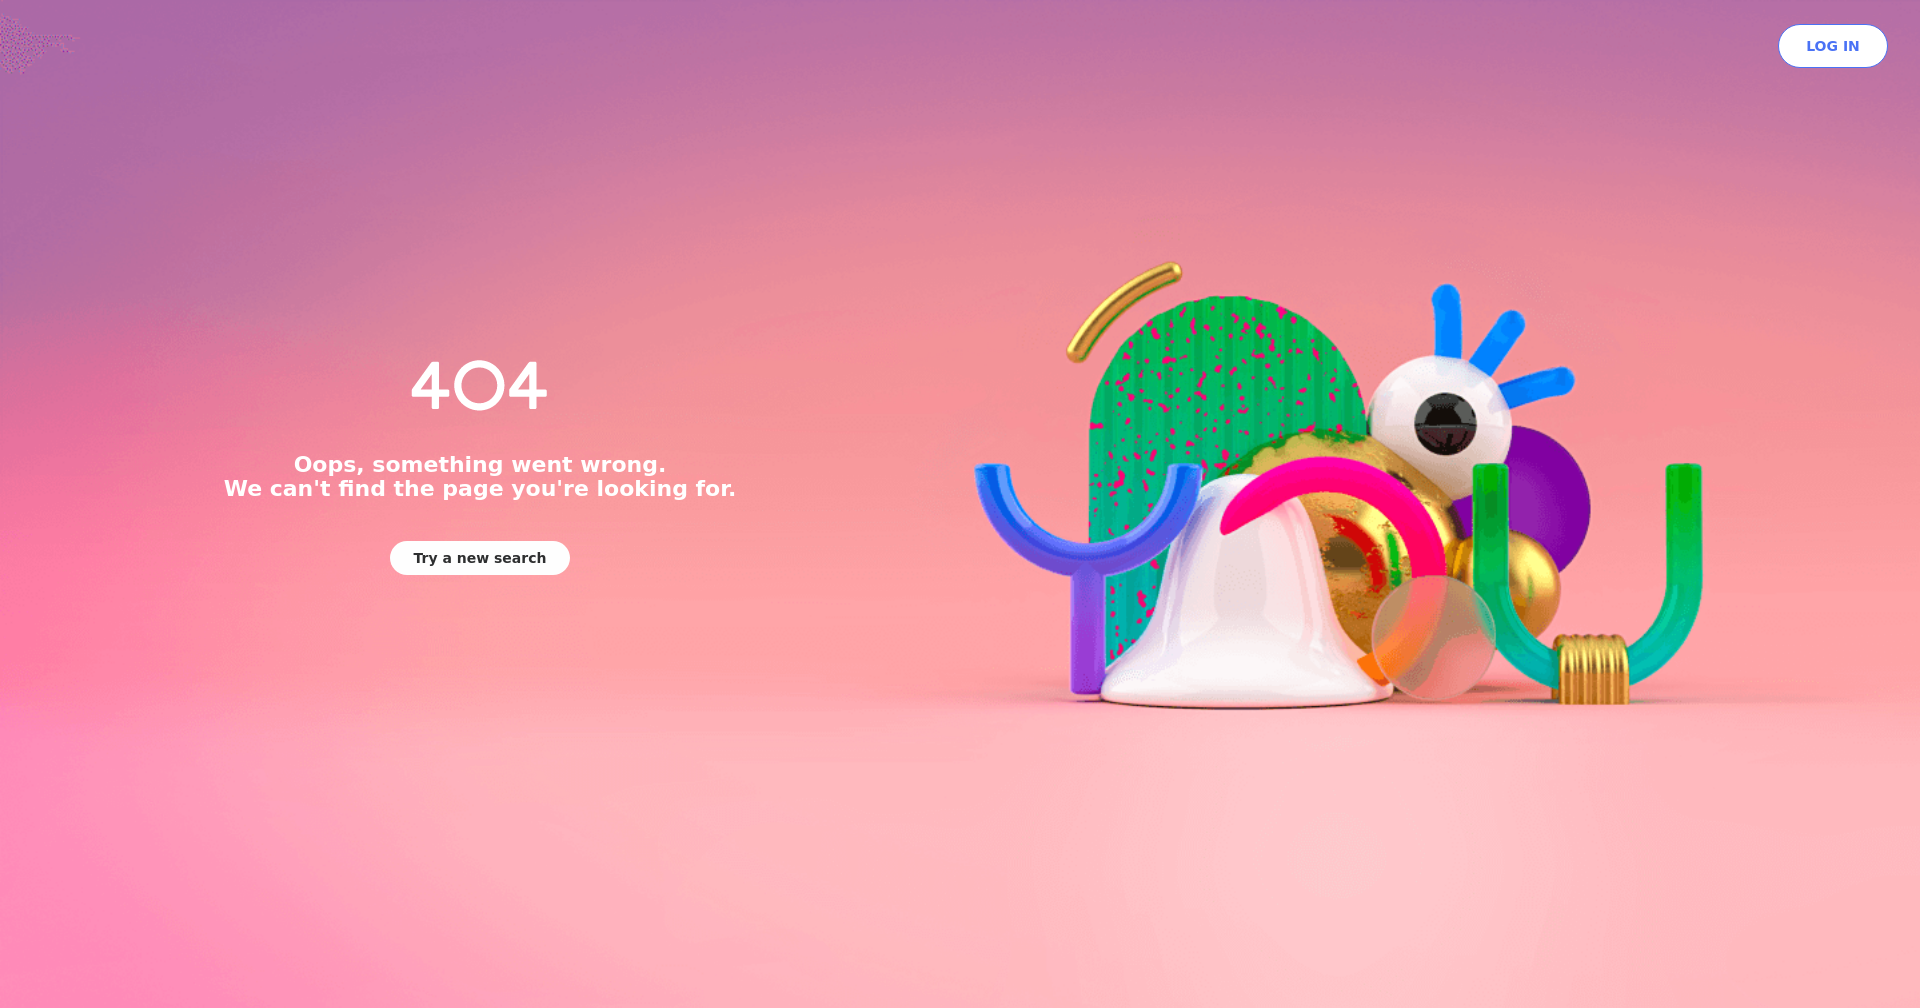 LOG IN
404
Oops, something went wrong.
We can't find the page you're looking for.
Try a new search